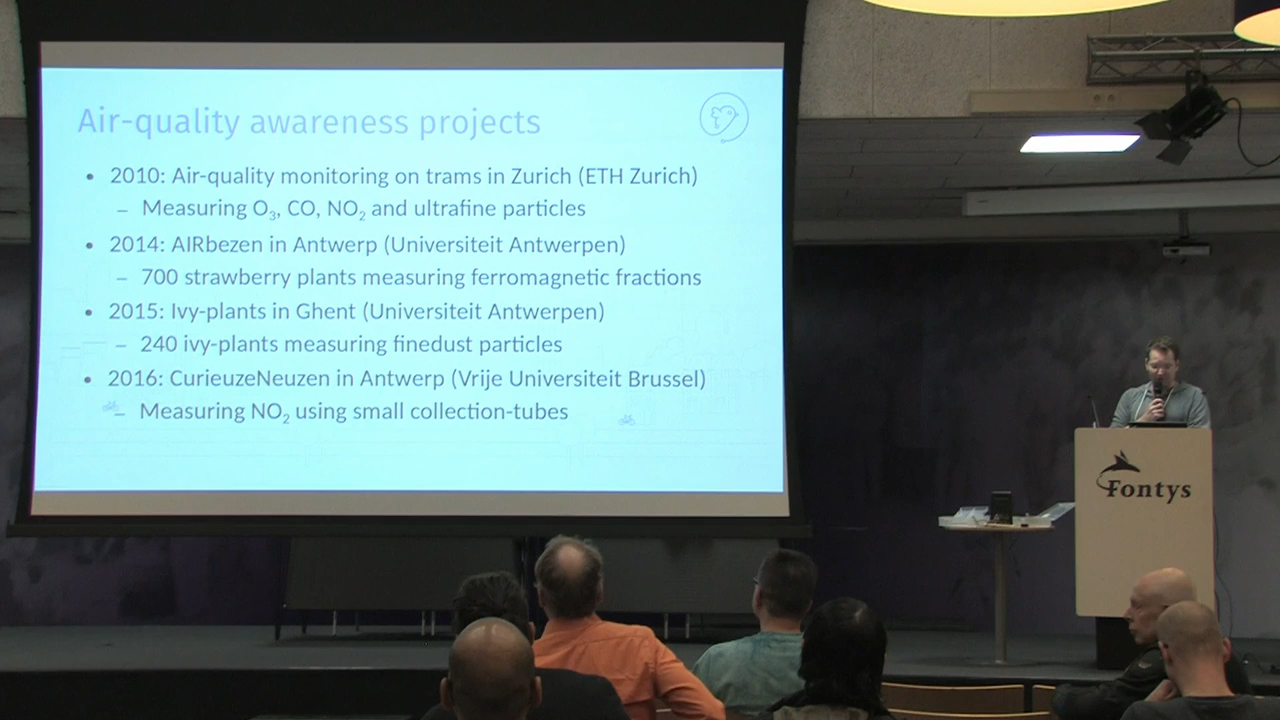 Air-quality awareness projects
• 2010: Air-quality monitoring on trams in Zurich (ETH Zurich)
– Measuring O₃, CO, NO₂ and ultrafine particles
• 2014: AIRbezen in Antwerp (Universiteit Antwerpen)
– 700 strawberry plants measuring ferromagnetic fractions
• 2015: Ivy-plants in Ghent (Universiteit Antwerpen)
– 240 ivy-plants measuring finedust particles
• 2016: CurieuzeNeuzen in Antwerp (Vrije Universiteit Brussel)
– Measuring NO₂ using small collection-tubes
Fontys